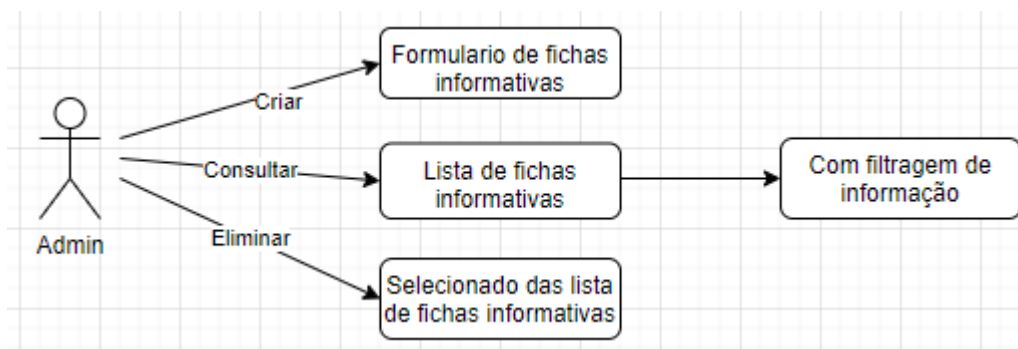 Formulario de fichas
informativas
Criar
Consultar
Lista de fichas
informativas
Com filtragem de
informação
Eliminar
Admin
Selecionado das lista
de fichas informativas